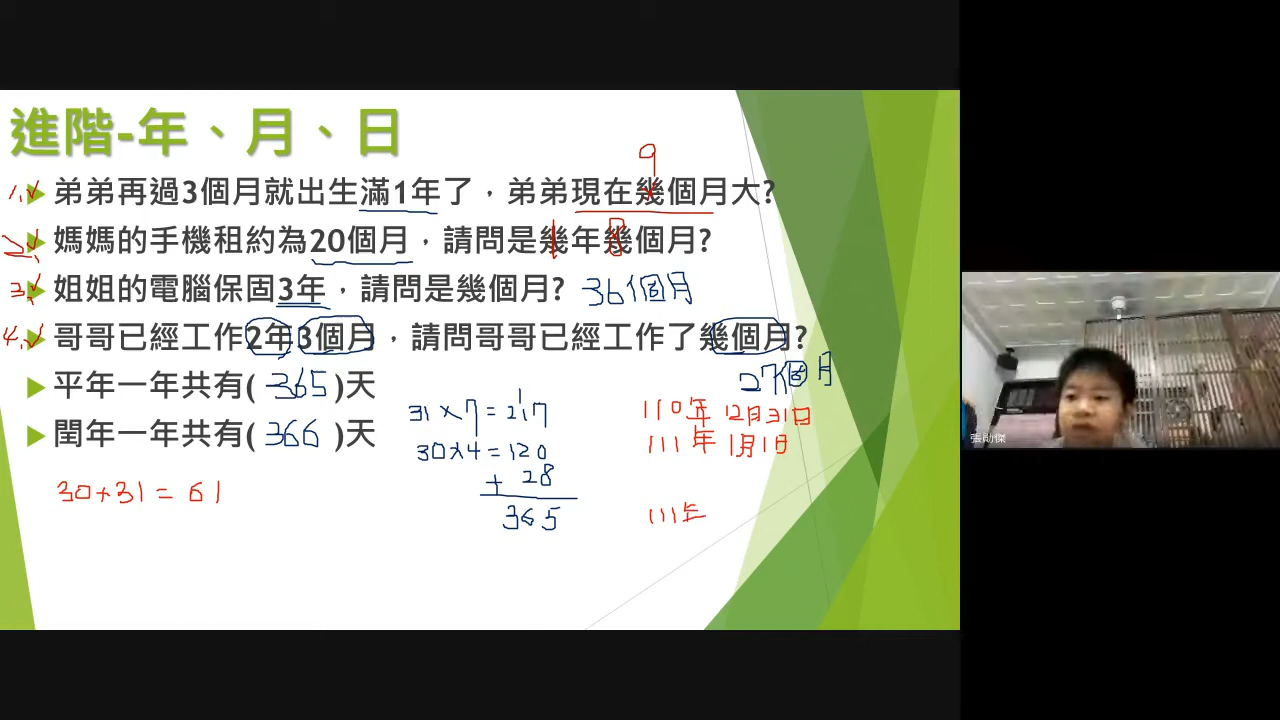 進階-年、月、日
9
1. 弟弟再過3個月就出生滿1年了，弟弟現在幾個月大?
2. 媽媽的手機租約為20個月，請問是幾年幾個月?
1 8
3. 姐姐的電腦保固3年，請問是幾個月? 36個月
4. 哥哥已經工作2年3個月，請問哥哥已經工作了幾個月?
27個月
平年一年共有( 365 )天
閏年一年共有( 366 )天
31×7=217
30×4=120
+ 28
365
110年 12月31日
111年 1月1日
111年
30+31=61
張勛傑